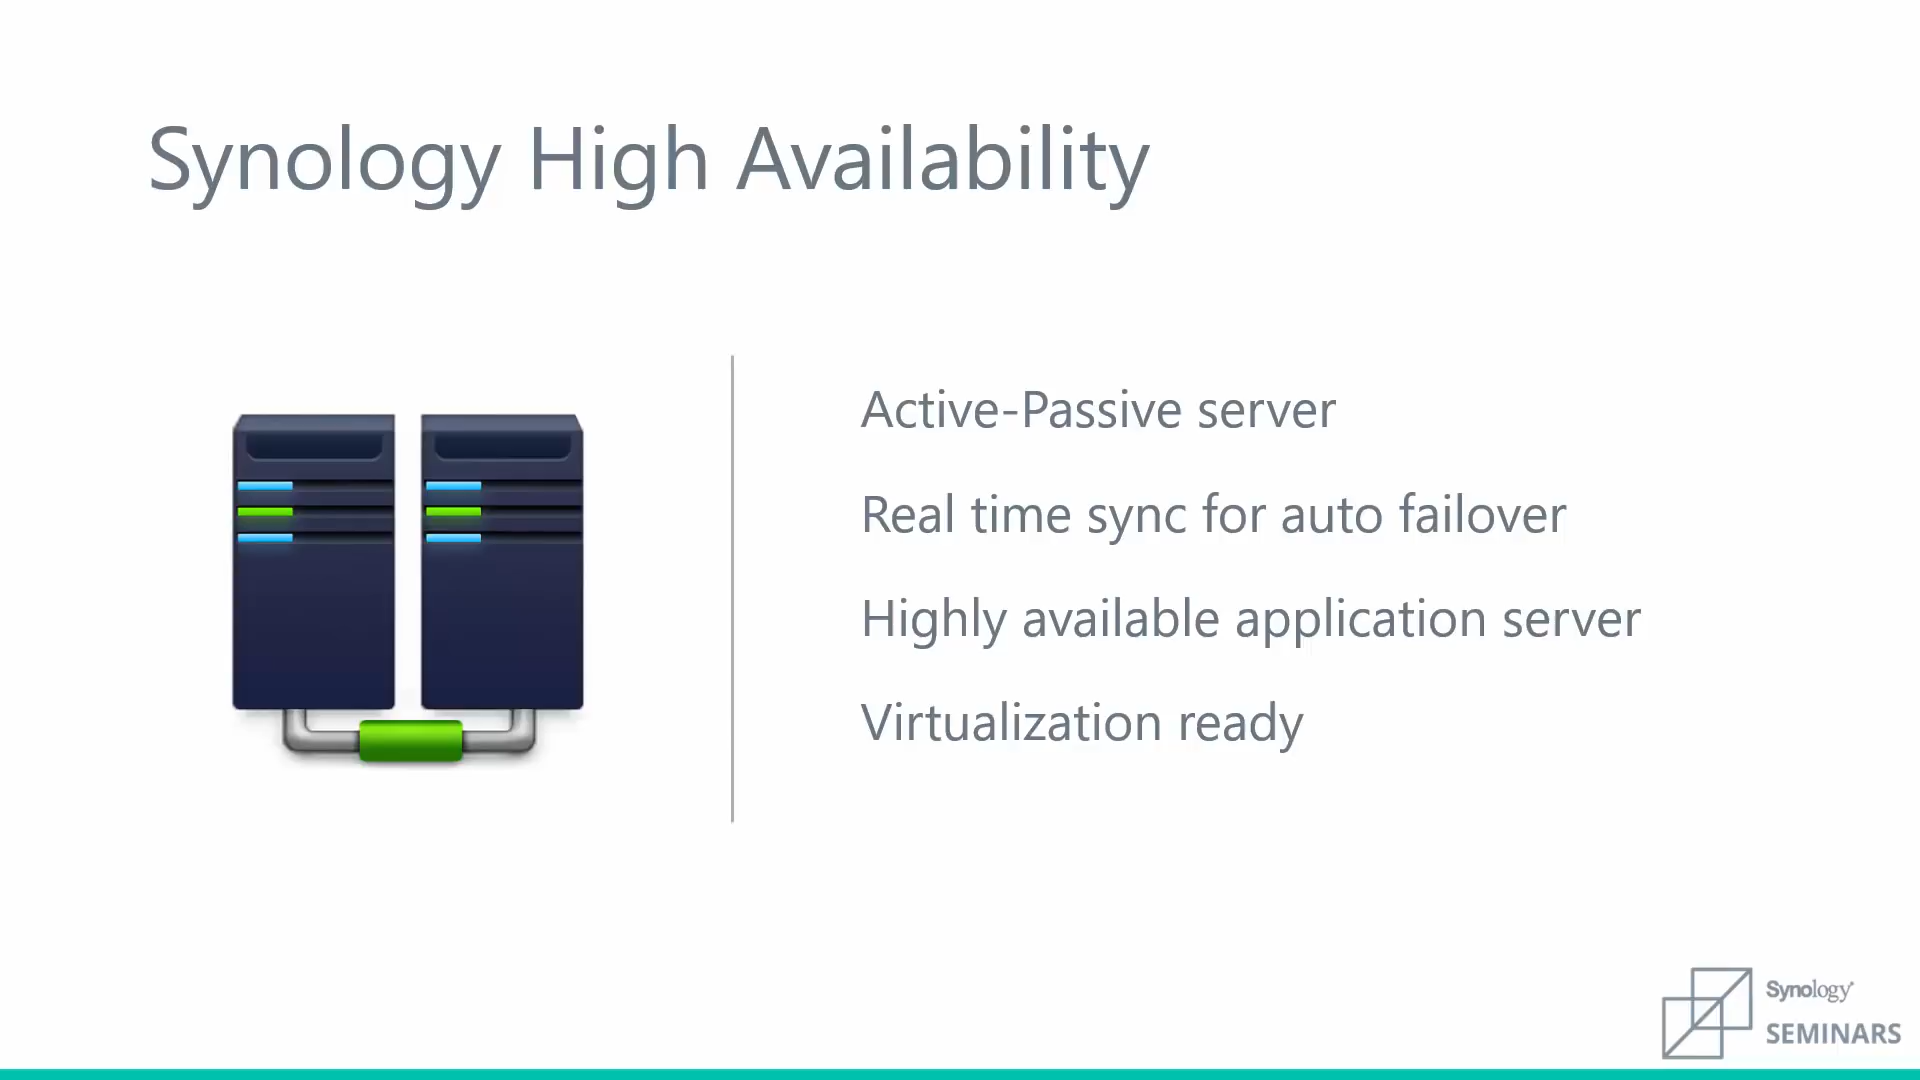 Synology High Availability
Active-Passive server
Real time sync for auto failover
Highly available application server
Virtualization ready
Synology
SEMINARS